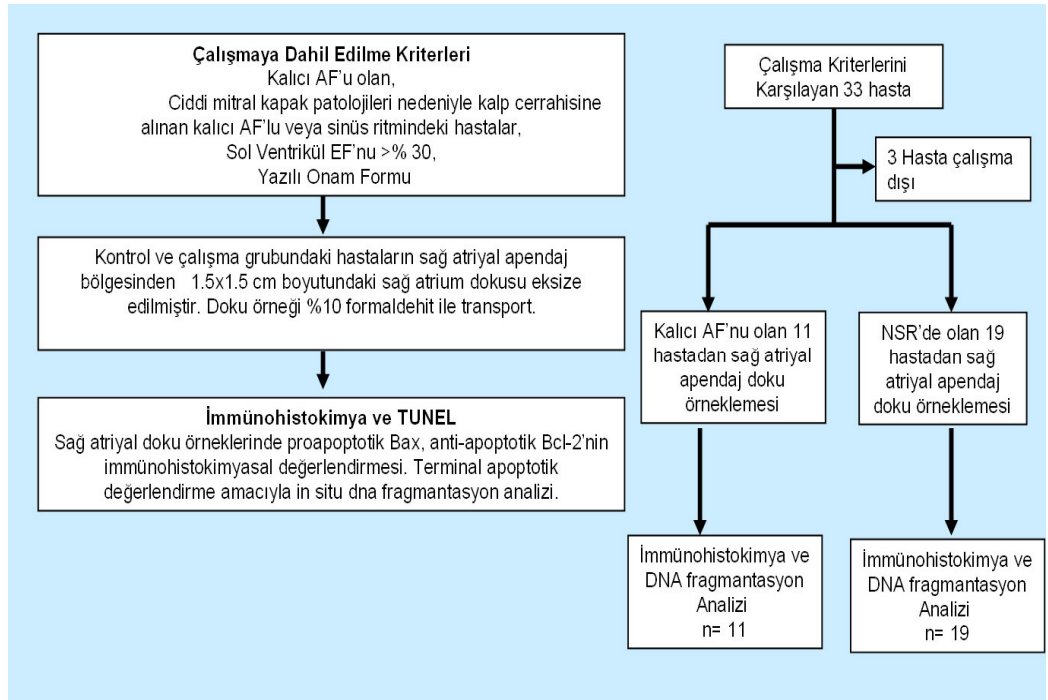 Çalışmaya Dahil Edilme Kriterleri
Kalıcı AF'u olan,
Ciddi mitral kapak patolojileri nedeniyle kalp cerrahisine
alınan kalıcı AF'lu veya sinüs ritmindeki hastalar,
Sol Ventrikül EF'nu >% 30,
Yazılı Onam Formu
Kontrol ve çalışma grubundaki hastaların sağ atriyal apendaj
bölgesinden 1.5x1.5 cm boyutundaki sağ atrium dokusu eksize
edilmiştir. Doku örneği %10 formaldehit ile transport.
İmmünohistokimya ve TUNEL
Sağ atriyal doku örneklerinde proapoptotik Bax, anti-apoptotik Bcl-2'nin
immünohistokimyasal değerlendirmesi. Terminal apoptotik
değerlendirme amacıyla in situ dna fragmantasyon analizi.
Çalışma Kriterlerini
Karşılayan 33 hasta
3 Hasta çalışma
dışı
Kalıcı AF'nu olan 11
hastadan sağ atriyal
apendaj doku
örneklemesi
NSR'de olan 19
hastadan sağ
atriyal apendaj
doku örneklemesi
İmmünohistokimya ve
DNA fragmantasyon
Analizi
n= 11
İmmünohistokimya ve
DNA fragmantasyon
Analizi
n= 19